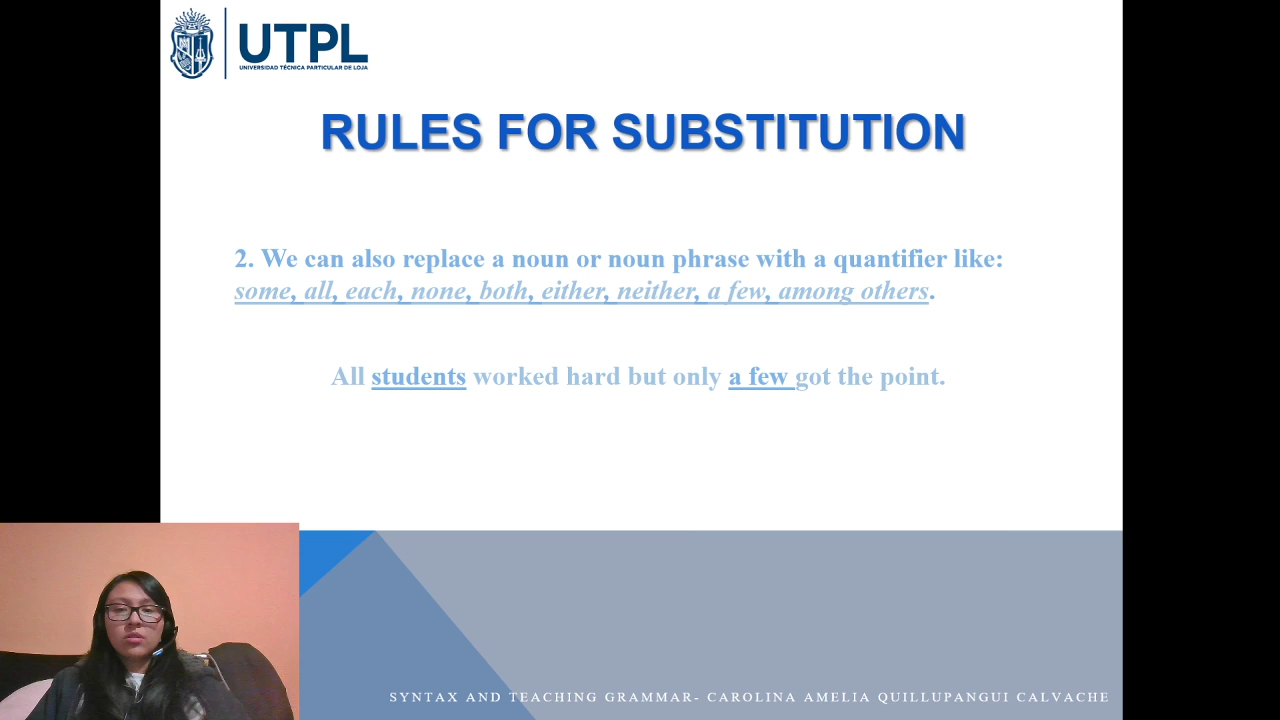 UTPL
UNIVERSIDAD TÉCNICA PARTICULAR DE LOJA
RULES FOR SUBSTITUTION
2. We can also replace a noun or noun phrase with a quantifier like:
some, all, each, none, both, either, neither, a few, among others.
All students worked hard but only a few got the point.
SYNTAX AND TEACHING GRAMMAR- CAROLINA AMELIA QUILLUPANGUI CALVACHE